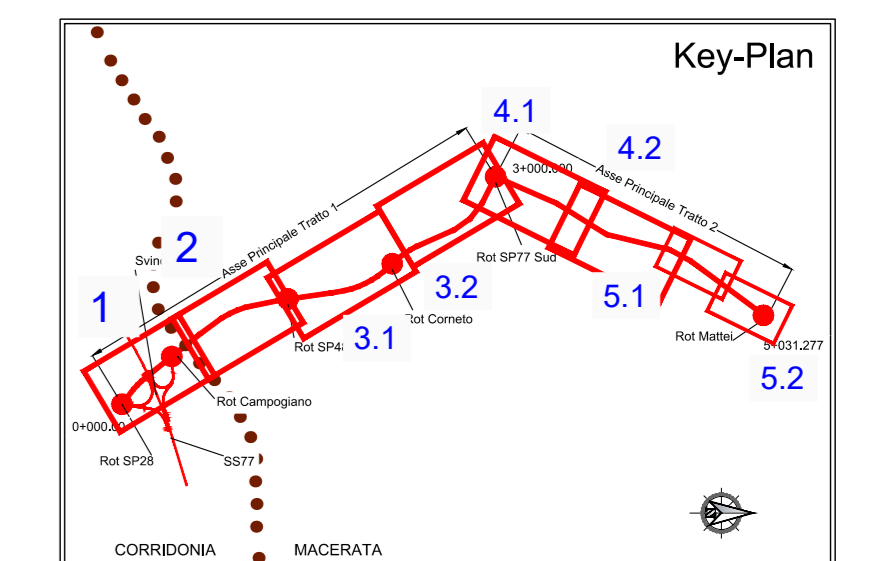 Key-Plan
4.1
4.2
3+000.000
Asse Principale Tratto 2
Asse Principale Tratto 1
2
1
Rot SP77 Sud
3.2
5.1
Rot Corneto
3.1
Rot Mattei
5+031.277
5.2
Rot Campogiano
0+000.00
Rot SP28
SS77
CORRIDONIA
MACERATA